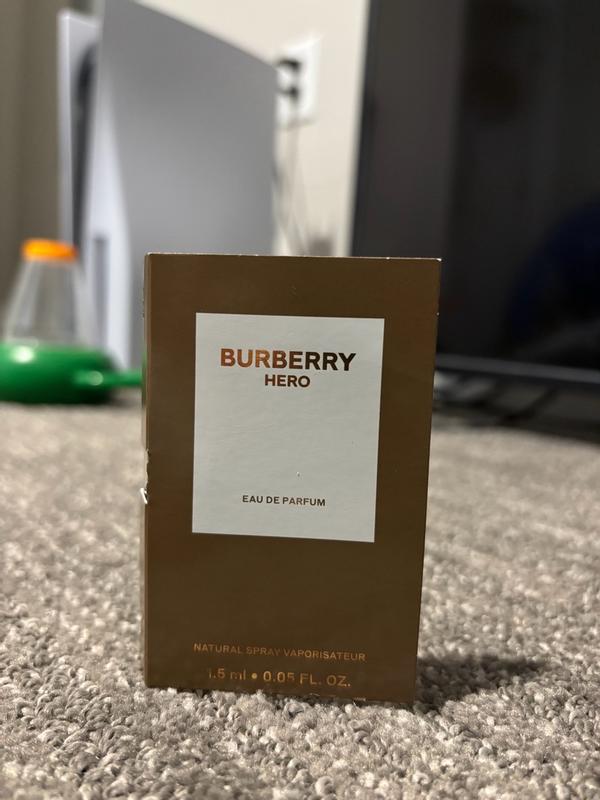 BURBERRY
HERO
EAU DE PARFUM
NATURAL SPRAY VAPORISATEUR
1.5 ml • 0.05 FL. OZ.